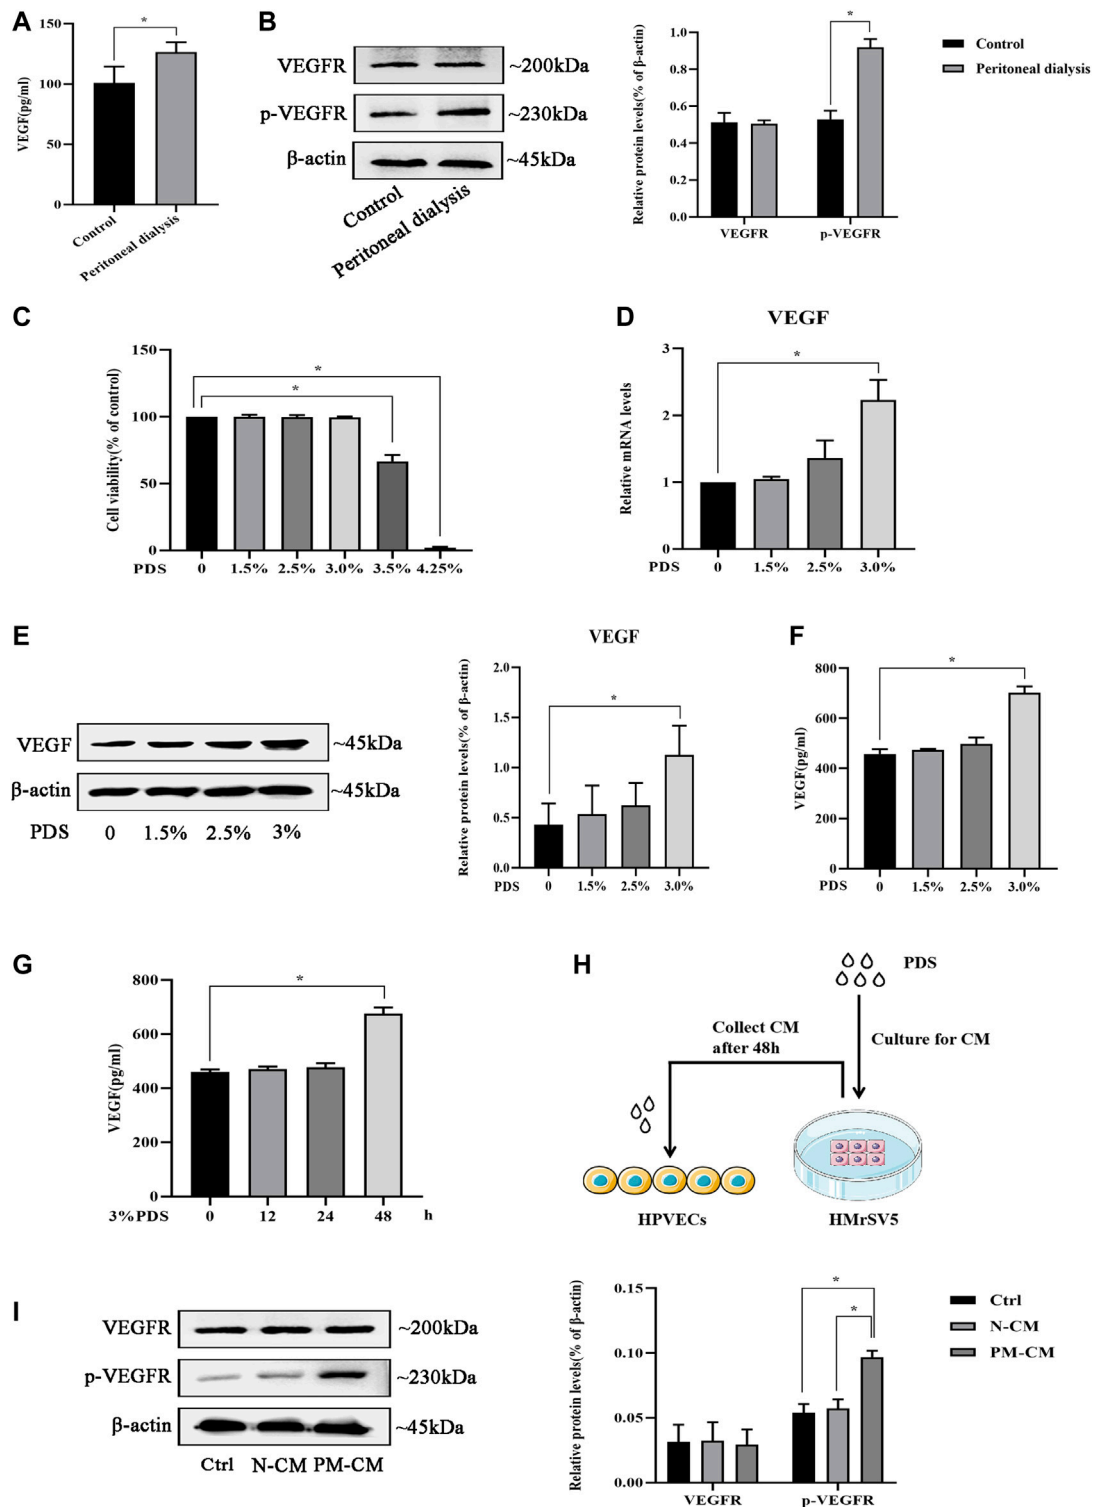 A
150
100
50
0
VEGF(pg/ml)
*
Control
Peritoneal dialysis
B
VEGFR
~200kDa
p-VEGFR
~230kDa
β-actin
~45kDa
Control
Peritoneal dialysis
Relative protein levels(% of β-actin)
1.0
0.8
0.6
0.4
0.2
0.0
*
VEGFR
p-VEGFR
Control
Peritoneal dialysis
C
Cell viability(% of control)
150
100
50
0
*
*
PDS 0 1.5% 2.5% 3.0% 3.5% 4.25%
D
VEGF
Relative mRNA levels
3
2
1
0
*
PDS 0 1.5% 2.5% 3.0%
E
VEGF
~45kDa
β-actin
~45kDa
PDS 0 1.5% 2.5% 3%
VEGF
Relative protein levels(% of β-actin)
2.0
1.5
1.0
0.5
0.0
*
PDS 0 1.5% 2.5% 3.0%
F
VEGF(pg/ml)
800
600
400
200
0
*
PDS 0 1.5% 2.5% 3.0%
G
VEGF(pg/ml)
800
600
400
200
0
*
3%PDS 0 12 24 48 h
H
PDS
Collect CM
after 48h
Culture for CM
HPVECs
HMrSV5
I
VEGFR
~200kDa
p-VEGFR
~230kDa
β-actin
~45kDa
Ctrl N-CM PM-CM
Relative protein levels(% of β-actin)
0.15
0.10
0.05
0.00
*
*
VEGFR
p-VEGFR
Ctrl
N-CM
PM-CM